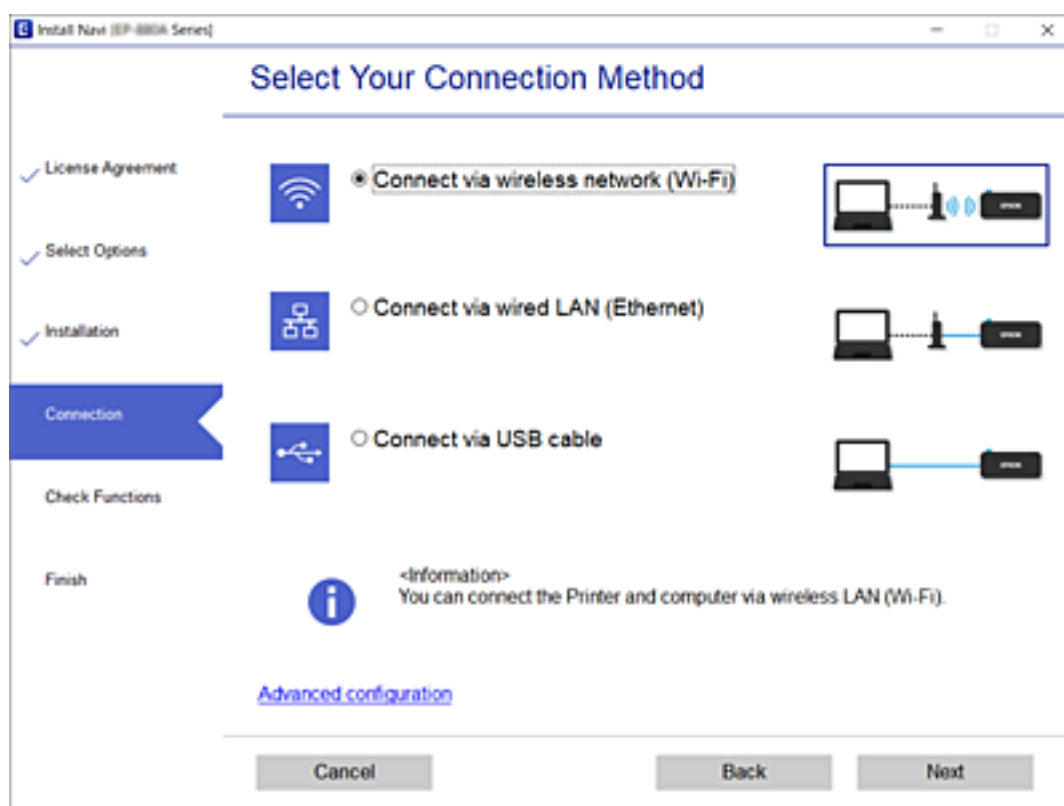 Install Navi [EP-880A Series]
Select Your Connection Method
License Agreement
Select Options
Installation
Connection
Check Functions
Finish
Connect via wireless network (Wi-Fi)
Connect via wired LAN (Ethernet)
Connect via USB cable
<Information>
You can connect the Printer and computer via wireless LAN (Wi-Fi).
Advanced configuration
Cancel
Back
Next